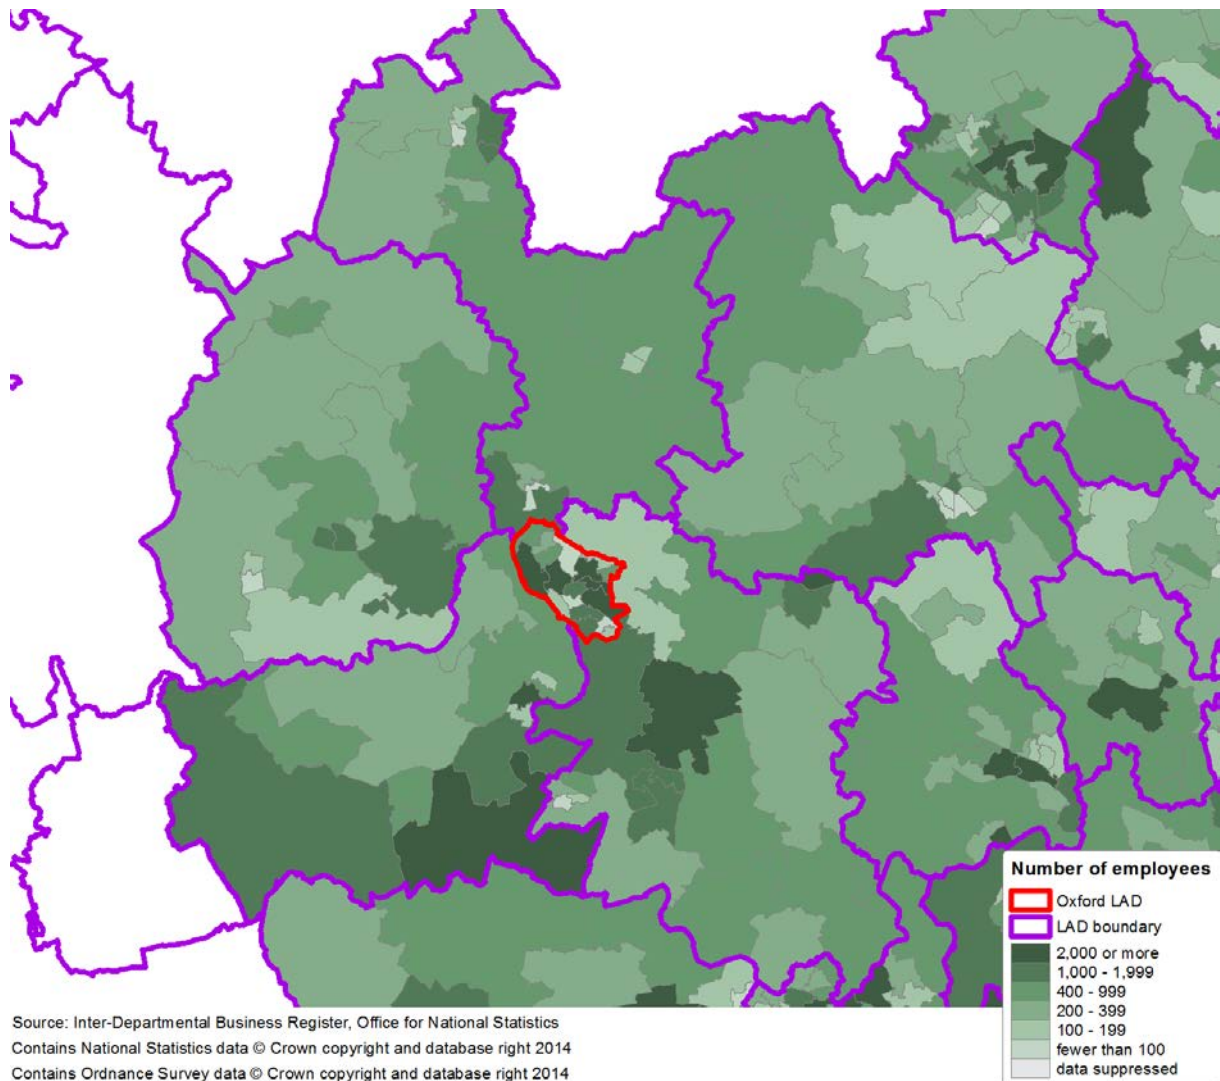 Number of employees
Oxford LAD
LAD boundary
2,000 or more
1,000 - 1,999
400 - 999
200 - 399
100 - 199
fewer than 100
data suppressed
Source: Inter-Departmental Business Register, Office for National Statistics
Contains National Statistics data © Crown copyright and database right 2014
Contains Ordnance Survey data © Crown copyright and database right 2014